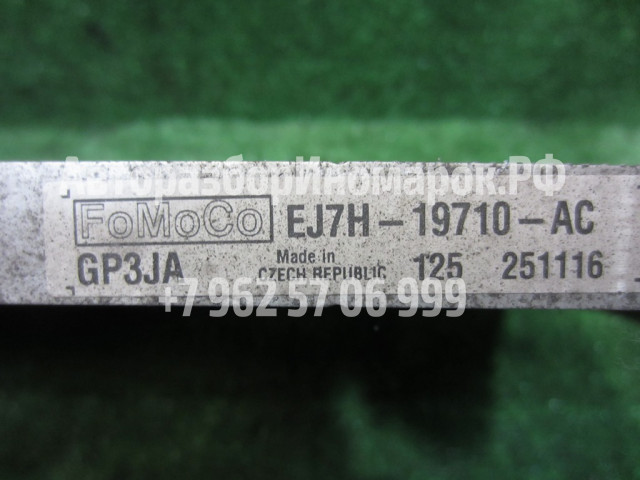 АвторазборИномарок.РФ
FoMoCo EJ7H-19710-AC
GP3JA Made in CZECH REPUBLIC 125 251116
+7 962 57 06 999